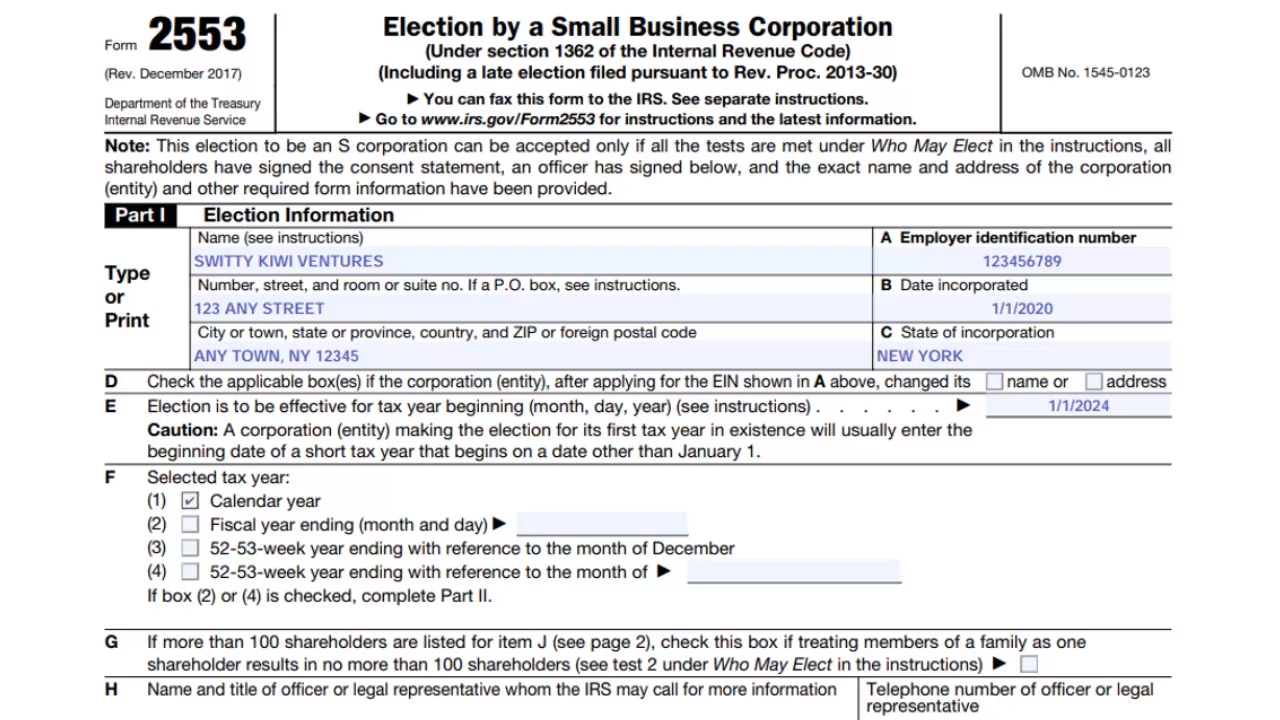 Form 2553
(Rev. December 2017)
Department of the Treasury
Internal Revenue Service
Election by a Small Business Corporation
(Under section 1362 of the Internal Revenue Code)
(Including a late election filed pursuant to Rev. Proc. 2013-30)
▶ You can fax this form to the IRS. See separate instructions.
▶ Go to www.irs.gov/Form2553 for instructions and the latest information.
OMB No. 1545-0123
Note: This election to be an S corporation can be accepted only if all the tests are met under Who May Elect in the instructions, all
shareholders have signed the consent statement, an officer has signed below, and the exact name and address of the corporation
(entity) and other required form information have been provided.
Part I Election Information
Type
or
Print
Name (see instructions)
SWITTY KIWI VENTURES
A Employer identification number
123456789
Number, street, and room or suite no. If a P.O. box, see instructions.
123 ANY STREET
B Date incorporated
1/1/2020
City or town, state or province, country, and ZIP or foreign postal code
ANY TOWN, NY 12345
C State of incorporation
NEW YORK
D Check the applicable box(es) if the corporation (entity), after applying for the EIN shown in A above, changed its name or address
E Election is to be effective for tax year beginning (month, day, year) (see instructions) . . . . . . ▶ 1/1/2024
Caution: A corporation (entity) making the election for its first tax year in existence will usually enter the
beginning date of a short tax year that begins on a date other than January 1.
F Selected tax year:
(1) ✔ Calendar year
(2) Fiscal year ending (month and day) ▶
(3) 52-53-week year ending with reference to the month of December
(4) 52-53-week year ending with reference to the month of ▶
If box (2) or (4) is checked, complete Part II.
G If more than 100 shareholders are listed for item J (see page 2), check this box if treating members of a family as one
shareholder results in no more than 100 shareholders (see test 2 under Who May Elect in the instructions) ▶
H Name and title of officer or legal representative whom the IRS may call for more information
Telephone number of officer or legal
representative